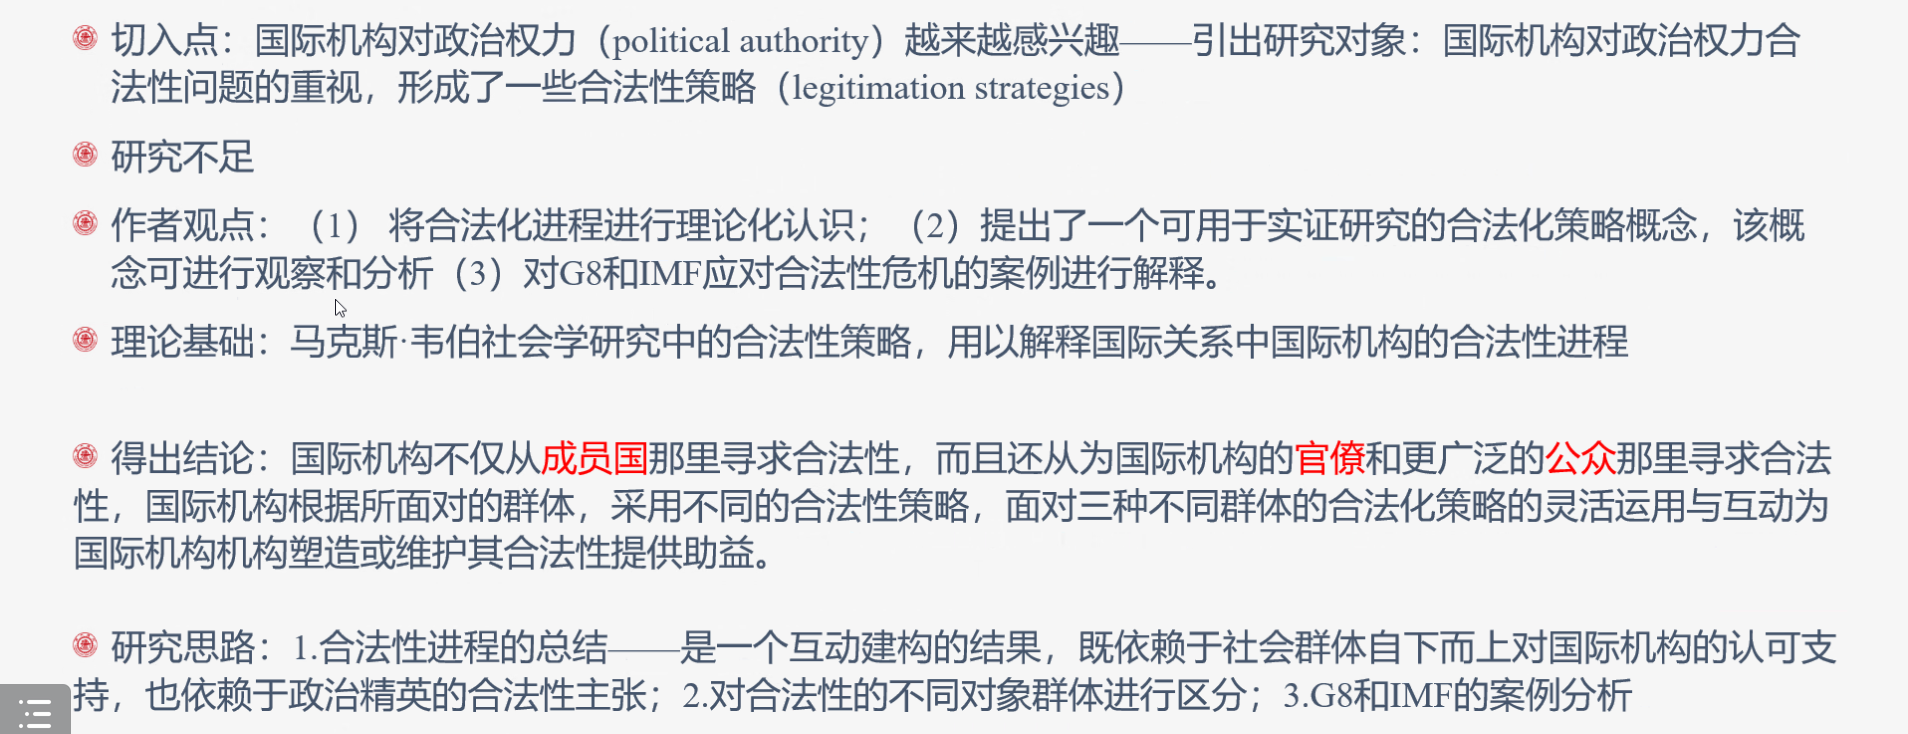 切入点：国际机构对政治权力（political authority）越来越感兴趣——引出研究对象：国际机构对政治权力合
法性问题的重视，形成了一些合法性策略（legitimation strategies）
研究不足
作者观点：（1） 将合法化进程进行理论化认识；（2）提出了一个可用于实证研究的合法化策略概念，该概
念可进行观察和分析（3）对G8和IMF应对合法性危机的案例进行解释。
理论基础：马克斯·韦伯社会学研究中的合法性策略，用以解释国际关系中国际机构的合法性进程
得出结论：国际机构不仅从成员国那里寻求合法性，而且还从为国际机构的官僚和更广泛的公众那里寻求合法
性，国际机构根据所面对的群体，采用不同的合法性策略，面对三种不同群体的合法化策略的灵活运用与互动为
国际机构机构塑造或维护其合法性提供助益。
研究思路：1.合法性进程的总结——是一个互动建构的结果，既依赖于社会群体自下而上对国际机构的认可支
持，也依赖于政治精英的合法性主张；2.对合法性的不同对象群体进行区分；3.G8和IMF的案例分析